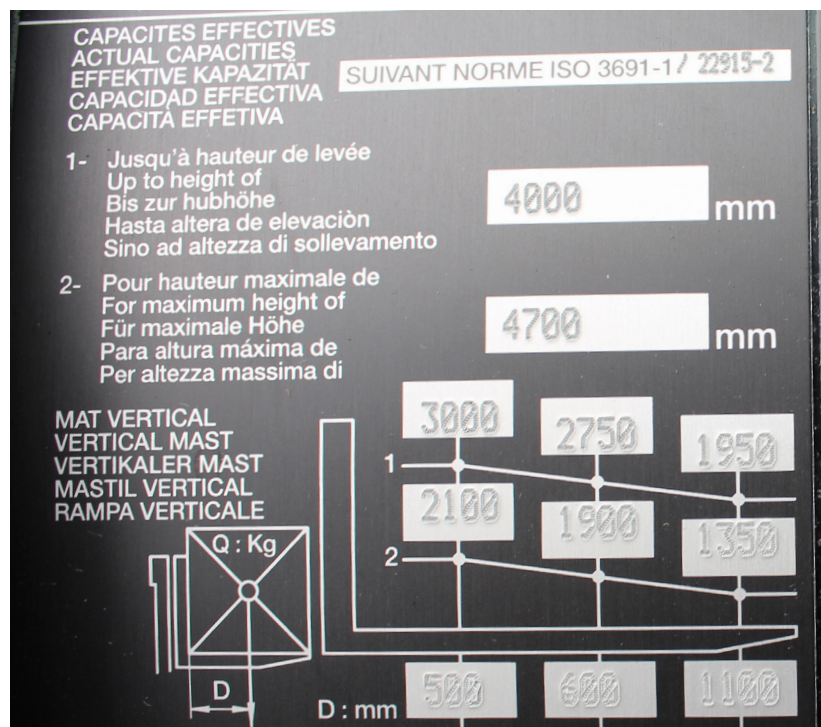 CAPACITES EFFECTIVES
ACTUAL CAPACITIES
EFFEKTIVE KAPAZITÄT
CAPACIDAD EFFECTIVA
CAPACITÀ EFFETIVA
SUIVANT NORME ISO 3691-1/ 22915-2
1- Jusqu'à hauteur de levée
Up to height of
Bis zur hubhöhe
Hasta altera de elevaciòn
Sino ad altezza di sollevamento
4000 mm
2- Pour hauteur maximale de
For maximum height of
Für maximale Höhe
Para altura máxima de
Per altezza massima di
4700 mm
MAT VERTICAL
VERTICAL MAST
VERTIKALER MAST
MASTIL VERTICAL
RAMPA VERTICALE
3000 2750 1950
1
2100 1900 1350
2
Q : Kg
D
D : mm 500 600 1100